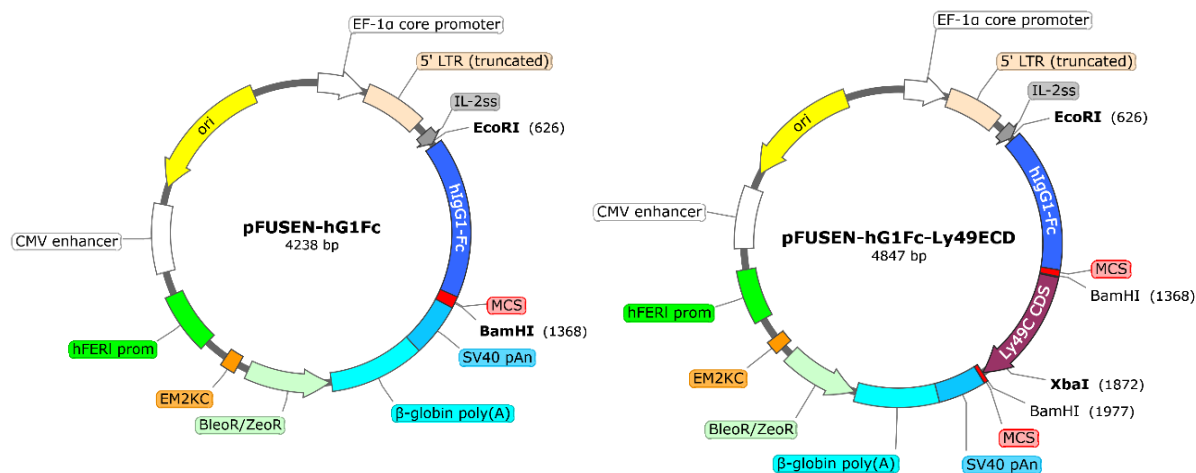 EF-1α core promoter
5' LTR (truncated)
IL-2ss
EcoRI (626)
hIgG1-Fc
MCS
BamHI (1368)
SV40 pAn
β-globin poly(A)
BleoR/ZeoR
EM2KC
hFERI prom
CMV enhancer
ori
pFUSEN-hG1Fc
4238 bp
EF-1α core promoter
5' LTR (truncated)
IL-2ss
EcoRI (626)
hIgG1-Fc
MCS
BamHI (1368)
Ly49C CDS
XbaI (1872)
BamHI (1977)
MCS
SV40 pAn
β-globin poly(A)
BleoR/ZeoR
EM2KC
hFERI prom
CMV enhancer
ori
pFUSEN-hG1Fc-Ly49ECD
4847 bp